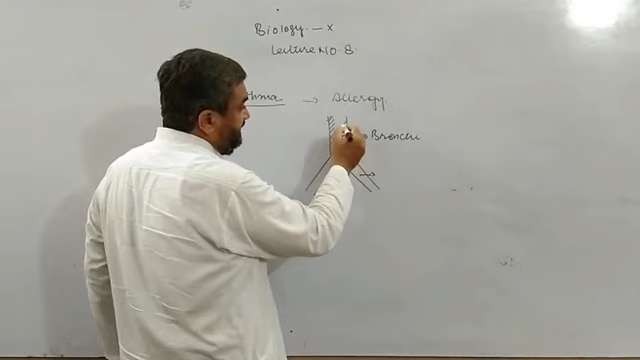 Biology - X
Lecture NO. 8.
→ Allergy
Bronchi